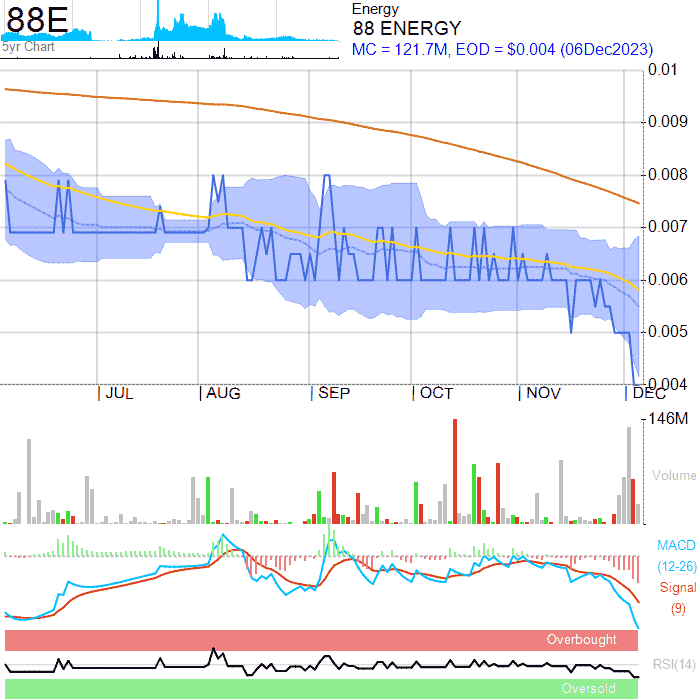 88E
5yr Chart
Energy
88 ENERGY
MC = 121.7M, EOD = $0.004 (06Dec2023)
0.01
0.009
0.008
0.007
0.006
0.005
0.004
JUL AUG SEP OCT NOV DEC
146M
Volume
MACD
(12-26)
Signal
(9)
Overbought
RSI(14)
Oversold